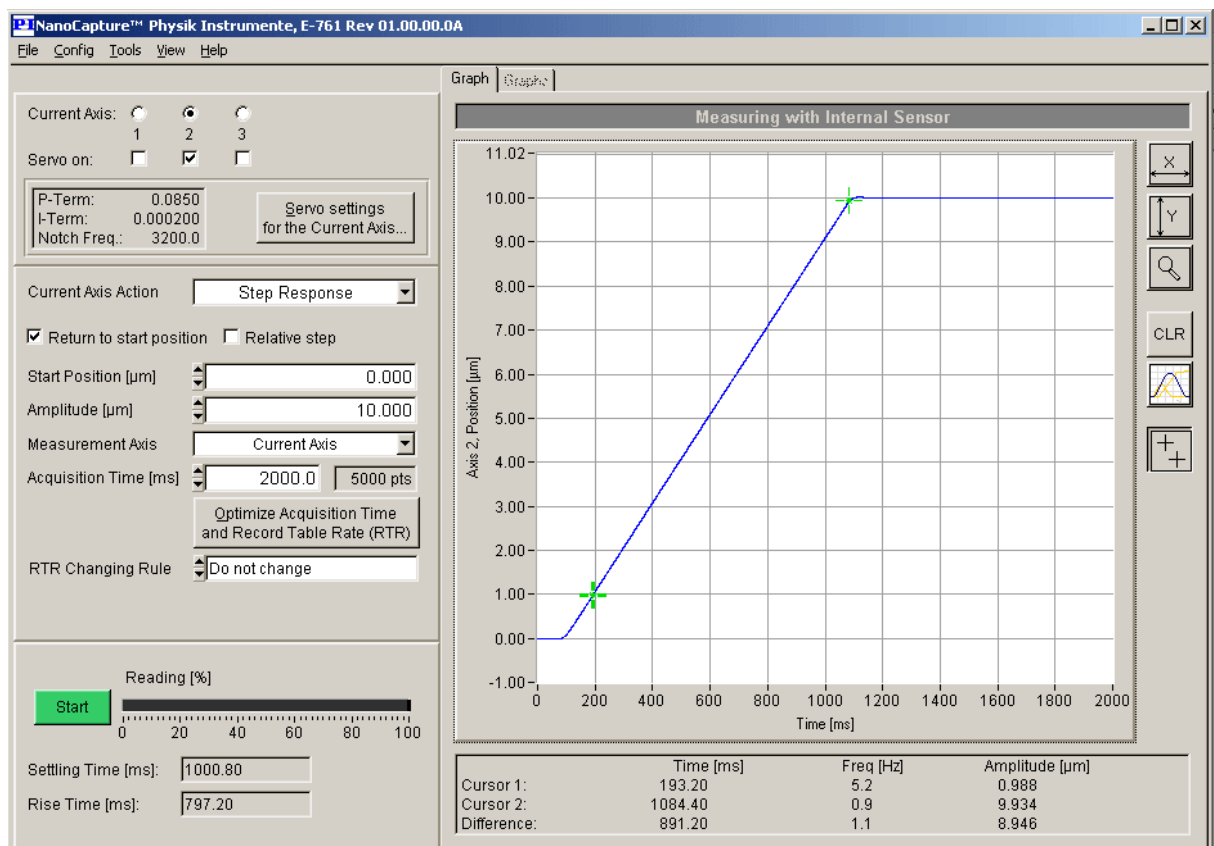 NanoCapture™ Physik Instrumente, E-761 Rev 01.00.00.0A
File Config Tools View Help
Graph Graphs
Current Axis:
1 2 3
Servo on:
P-Term: 0.0850
I-Term: 0.000200
Notch Freq.: 3200.0
Servo settings
for the Current Axis...
Current Axis Action Step Response
Return to start position Relative step
Start Position [µm] 0.000
Amplitude [µm] 10.000
Measurement Axis Current Axis
Acquisition Time [ms] 2000.0 5000 pts
Optimize Acquisition Time
and Record Table Rate (RTR)
RTR Changing Rule Do not change
Reading [%]
Start
0 20 40 60 80 100
Settling Time [ms]: 1000.80
Rise Time [ms]: 797.20
Measuring with Internal Sensor
11.02
10.00
9.00
8.00
7.00
6.00
5.00
4.00
3.00
2.00
1.00
0.00
-1.00
Axis 2, Position [µm]
0 200 400 600 800 1000 1200 1400 1600 1800 2000
Time [ms]
X
Y
CLR
Time [ms] Freq [Hz] Amplitude [µm]
Cursor 1: 193.20 5.2 0.988
Cursor 2: 1084.40 0.9 9.934
Difference: 891.20 1.1 8.946